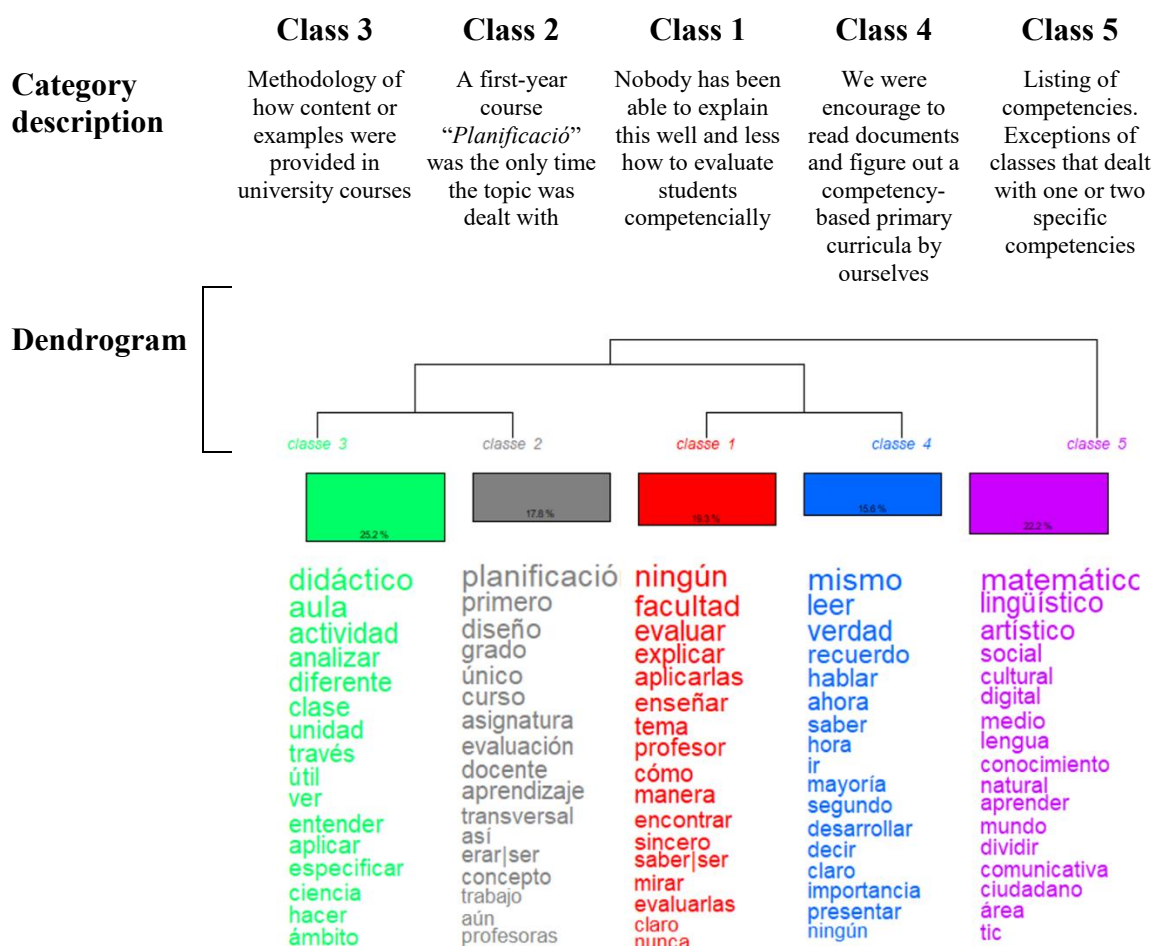 Class 3
Class 2
Class 1
Class 4
Class 5
Category
description
Methodology of
how content or
examples were
provided in
university courses
A first-year
course
“Planificació”
was the only time
the topic was
dealt with
Nobody has been
able to explain
this well and less
how to evaluate
students
competencially
We were
encourage to
read documents
and figure out a
competency-
based primary
curricula by
ourselves
Listing of
competencies.
Exceptions of
classes that dealt
with one or two
specific
competencies
Dendrogram
classe 3
classe 2
classe 1
classe 4
classe 5
25.2 %
17.8 %
19.3 %
15.6 %
22.2 %
didáctico
aula
actividad
analizar
diferente
clase
unidad
través
útil
ver
entender
aplicar
especificar
ciencia
hacer
ámbito
planificació
primero
diseño
grado
único
curso
asignatura
evaluación
docente
aprendizaje
transversal
así
erar|ser
concepto
trabajo
aún
profesoras
ningún
facultad
evaluar
explicar
aplicarlas
enseñar
tema
profesor
cómo
manera
encontrar
sincero
saber|ser
mirar
evaluarlas
claro
nunca
mismo
leer
verdad
recuerdo
hablar
ahora
saber
hora
ir
mayoría
segundo
desarrollar
decir
claro
importancia
presentar
ningún
matemátic
lingüístico
artístico
social
cultural
digital
medio
lengua
conocimiento
natural
aprender
mundo
dividir
comunicativa
ciudadano
área
tic